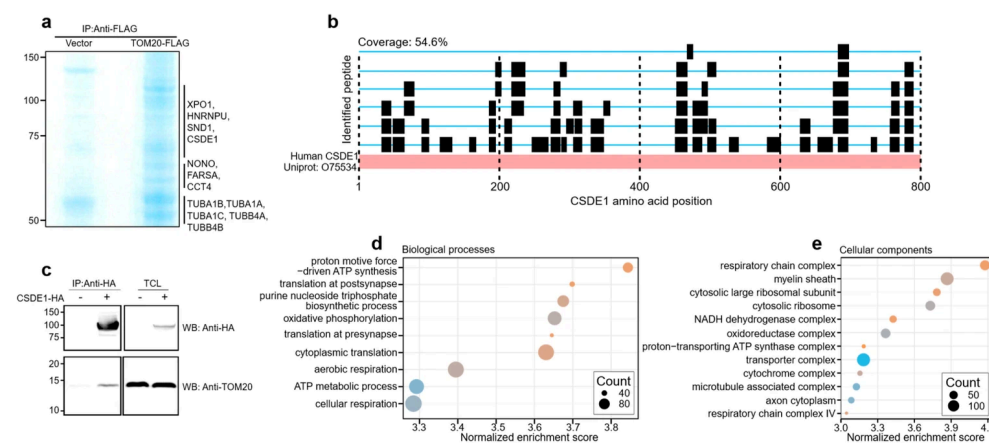 a
IP:Anti-FLAG
Vector TOM20-FLAG
150
100
75
50
XPO1,
HNRNPU,
SND1,
CSDE1
NONO,
FARSA,
CCT4
TUBA1B,TUBA1A,
TUBA1C, TUBB4A,
TUBB4B
b
Coverage: 54.6%
Identified peptide
Human CSDE1
Uniprot: O75534
1 200 400 600 800
CSDE1 amino acid position
c
IP:Anti-HA TCL
CSDE1-HA - + - +
150
100
75
WB: Anti-HA
20
15
10
WB: Anti-TOM20
d
Biological processes
proton motive force
-driven ATP synthesis
translation at postsynapse
purine nucleoside triphosphate
biosynthetic process
oxidative phosphorylation
translation at presynapse
cytoplasmic translation
aerobic respiration
ATP metabolic process
cellular respiration
Count
40
80
3.3 3.4 3.5 3.6 3.7 3.8
Normalized enrichment score
e
Cellular components
respiratory chain complex
myelin sheath
cytosolic large ribosomal subunit
cytosolic ribosome
NADH dehydrogenase complex
oxidoreductase complex
proton-transporting ATP synthase complex
transporter complex
cytochrome complex
microtubule associated complex
axon cytoplasm
respiratory chain complex IV
Count
50
100
3.0 3.3 3.6 3.9 4.
Normalized enrichment score